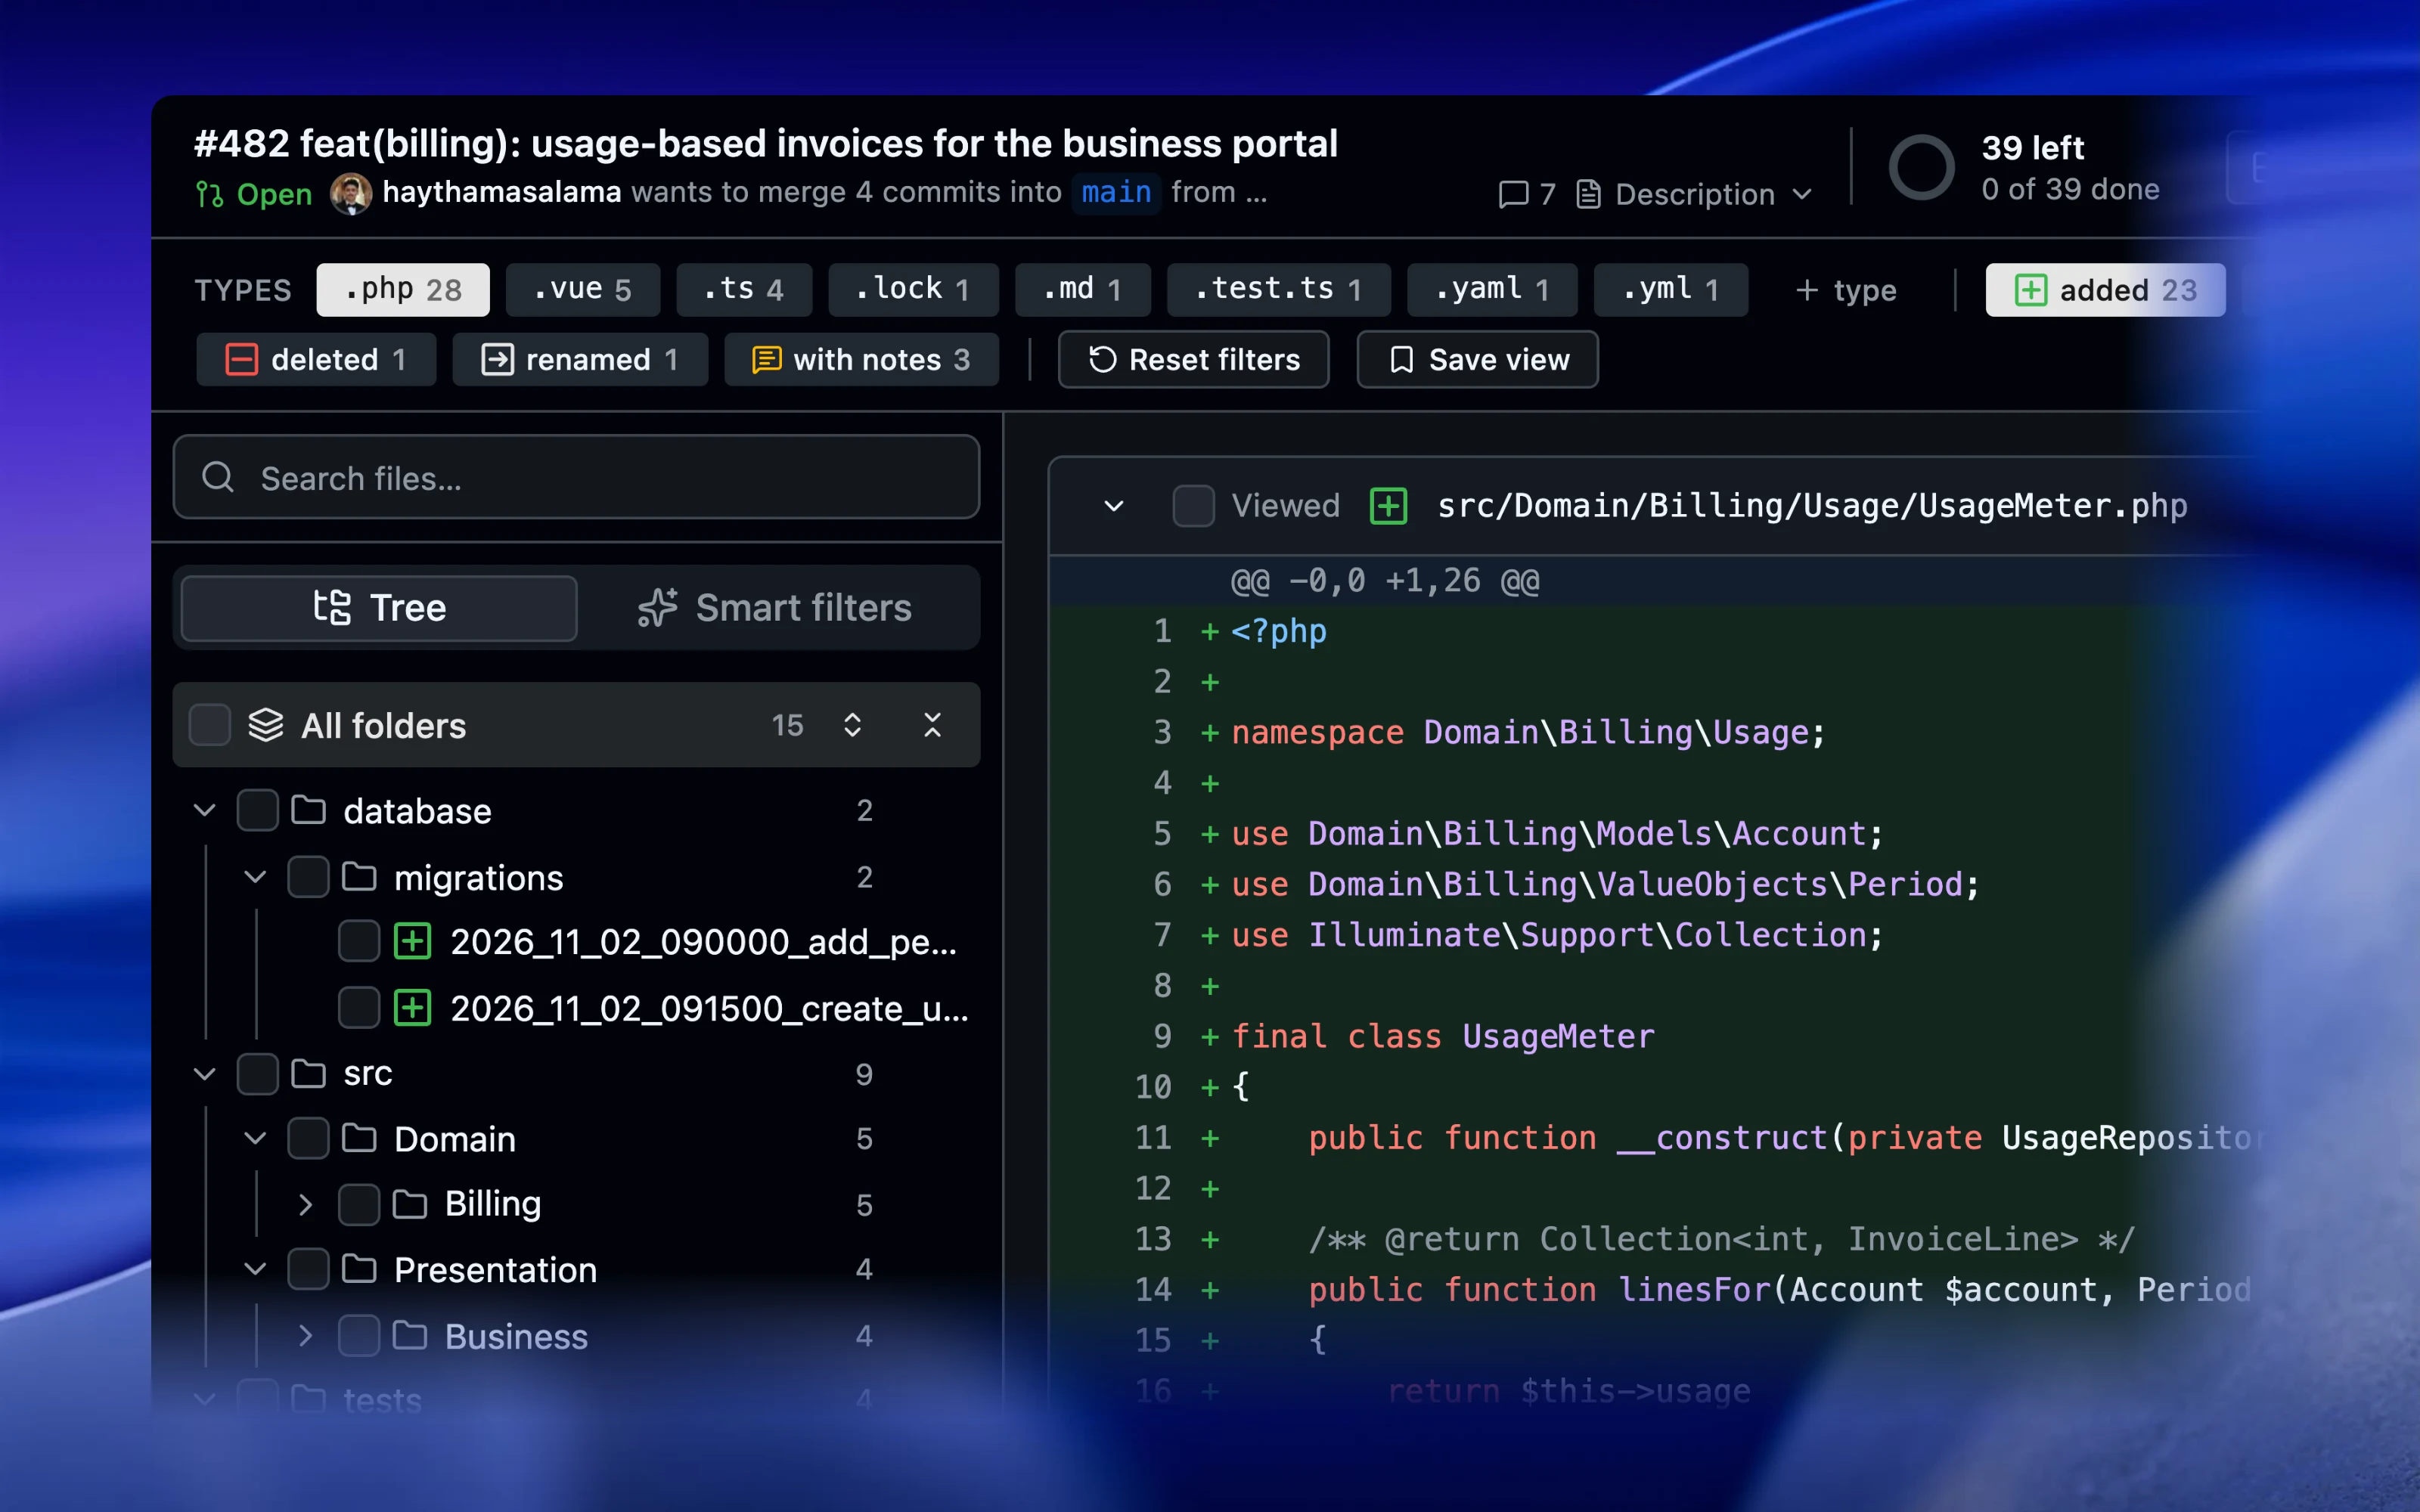 #482 feat(billing): usage-based invoices for the business portal
Open haythamasalama wants to merge 4 commits into main from ...
7 Description
39 left
0 of 39 done
TYPES .php 28 .vue 5 .ts 4 .lock 1 .md 1 .test.ts 1 .yaml 1 .yml 1 + type added 23
deleted 1 renamed 1 with notes 3 Reset filters Save view
Search files...
Tree Smart filters
All folders 15
database 2
migrations 2
2026_11_02_090000_add_pe...
2026_11_02_091500_create_u...
src 9
Domain 5
Billing 5
Presentation 4
Business 4
tests 4
Viewed src/Domain/Billing/Usage/UsageMeter.php
@@ -0,0 +1,26 @@
1 + <?php
2 +
3 + namespace Domain\Billing\Usage;
4 +
5 + use Domain\Billing\Models\Account;
6 + use Domain\Billing\ValueObjects\Period;
7 + use Illuminate\Support\Collection;
8 +
9 + final class UsageMeter
10 + {
11 + public function __construct(private UsageRepositor
12 +
13 + /** @return Collection<int, InvoiceLine> */
14 + public function linesFor(Account $account, Period
15 + {
16 + return $this->usage